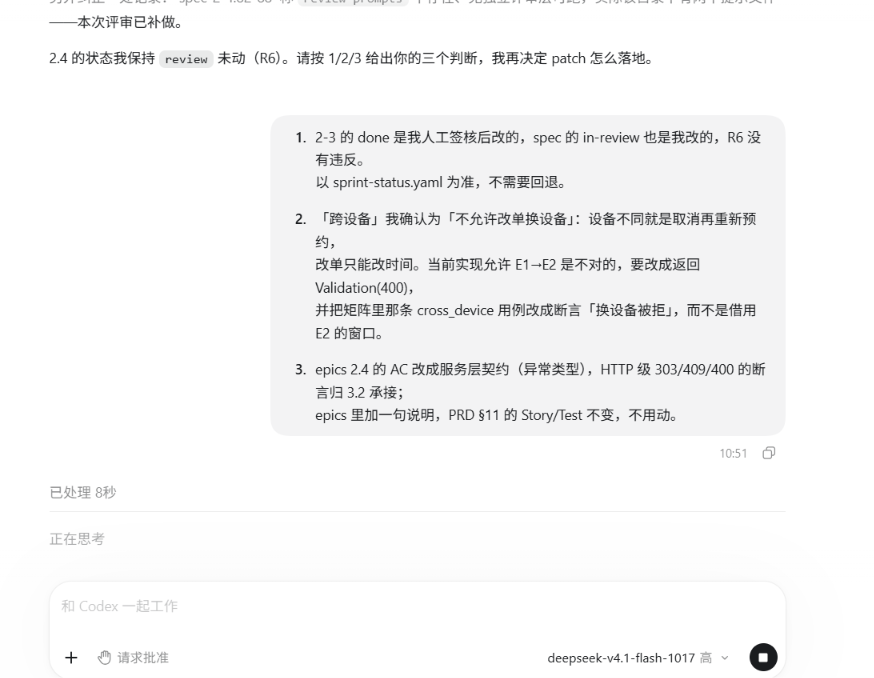 ——本次评审已补做。
2.4 的状态我保持 review 未动（R6）。请按 1/2/3 给出你的三个判断，我再决定 patch 怎么落地。
1. 2-3 的 done 是我人工签核后改的，spec 的 in-review 也是我改的，R6 没
有违反。
以 sprint-status.yaml 为准，不需要回退。
2. 「跨设备」我确认为「不允许改单换设备」：设备不同就是取消再重新预
约，
改单只能改时间。当前实现允许 E1→E2 是不对的，要改成返回
Validation(400)，
并把矩阵里那条 cross_device 用例改成断言「换设备被拒」，而不是借用
E2 的窗口。
3. epics 2.4 的 AC 改成服务层契约（异常类型），HTTP 级 303/409/400 的断
言归 3.2 承接；
epics 里加一句说明，PRD §11 的 Story/Test 不变，不用动。
10:51
已处理 8秒
正在思考
和 Codex 一起工作
请求批准
deepseek-v4.1-flash-1017 高